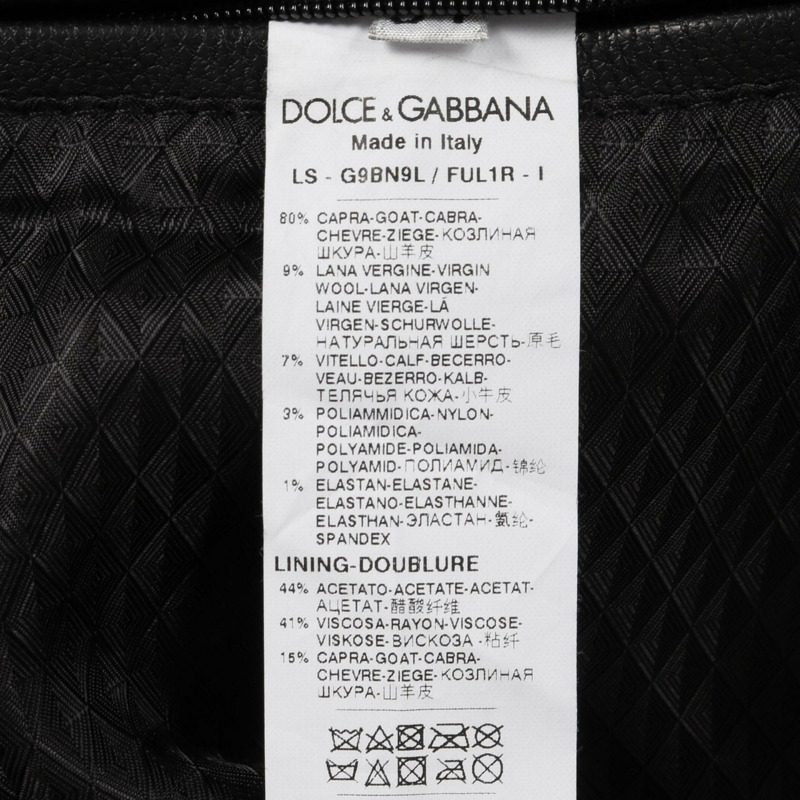 DOLCE & GABBANA
Made in Italy
LS - G9BN9L / FUL1R - I
80% CAPRA-GOAT-CABRA-
CHEVRE-ZIEGE-КОЗЛИНАЯ
ШКУРА-山羊皮
9% LANA VERGINE-VIRGIN
WOOL-LANA VIRGEN-
LAINE VIERGE-LÁ
VIRGEN-SCHURWOLLE-
НАТУРАЛЬНАЯ ШЕРСТЬ-原毛
7% VITELLO-CALF-BECERRO-
VEAU-BEZERRO-KALB-
ТЕЛЯЧЬЯ КОЖА-小牛皮
3% POLIAMMIDICA-NYLON-
POLIAMIDICA-
POLYAMIDE-POLIAMIDA-
POLYAMID-ПОЛИАМИД-锦纶
1% ELASTAN-ELASTANE-
ELASTANO-ELASTHANNE-
ELASTHAN-ЭЛАСТАН-氨纶-
SPANDEX
LINING-DOUBLURE
44% ACETATO-ACETATE-ACETAT-
АЦЕТАТ-醋酸纤维
41% VISCOSA-RAYON-VISCOSE-
VISKOSE-ВИСКОЗА -粘纤
15% CAPRA-GOAT-CABRA-
CHEVRE-ZIEGE-КОЗЛИНАЯ
ШКУРА-山羊皮